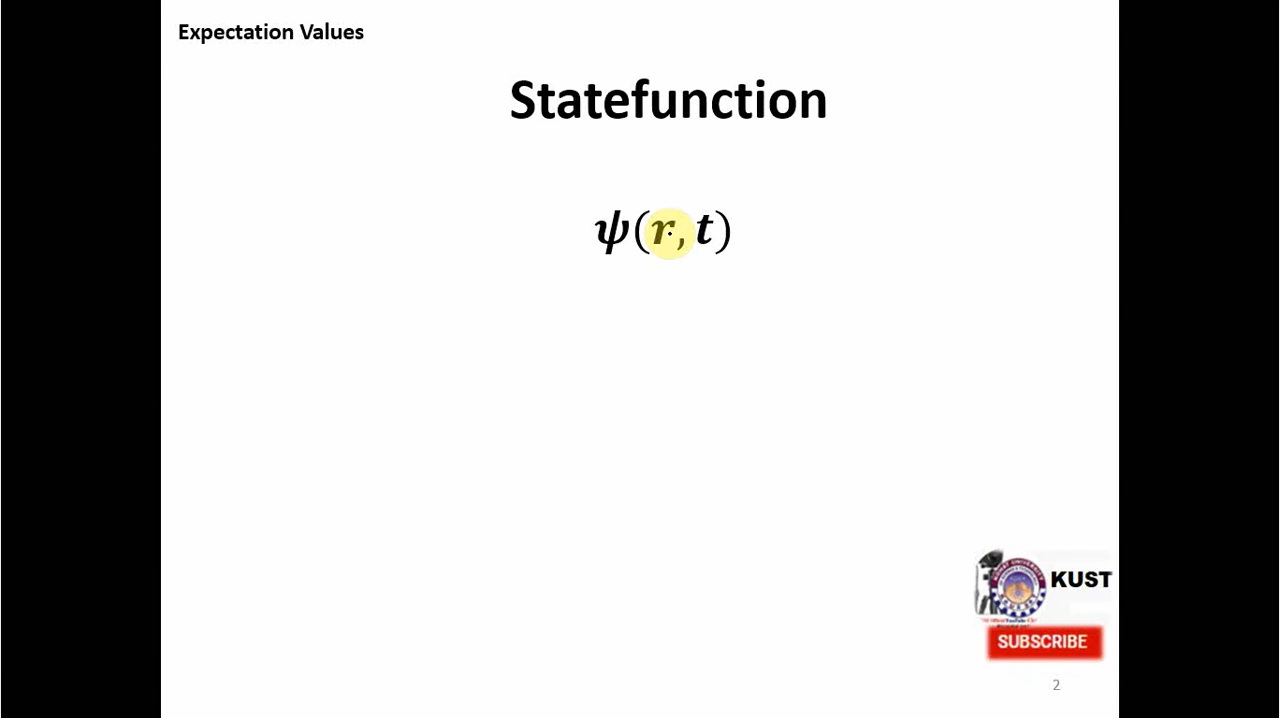 Expectation Values
Statefunction
ψ(r, t)
KUST
SUBSCRIBE
2